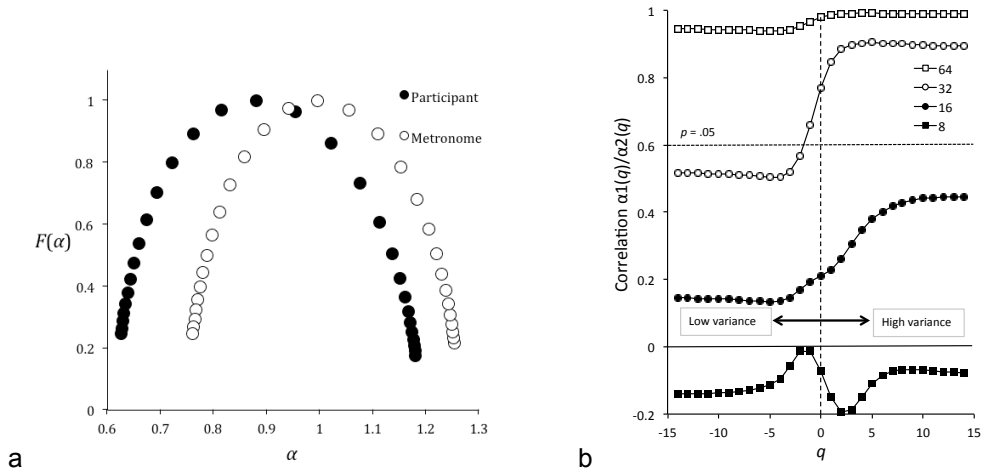 a
1
0.8
0.6
0.4
0.2
0
F(α)
0.6 0.7 0.8 0.9 1 1.1 1.2 1.3
α
Participant
Metronome
b
1
0.8
0.6
0.4
0.2
0
-0.2
Correlation α1(q)/α2(q)
64
32
16
8
p = .05
Low variance
High variance
-15 -10 -5 0 5 10 15
q